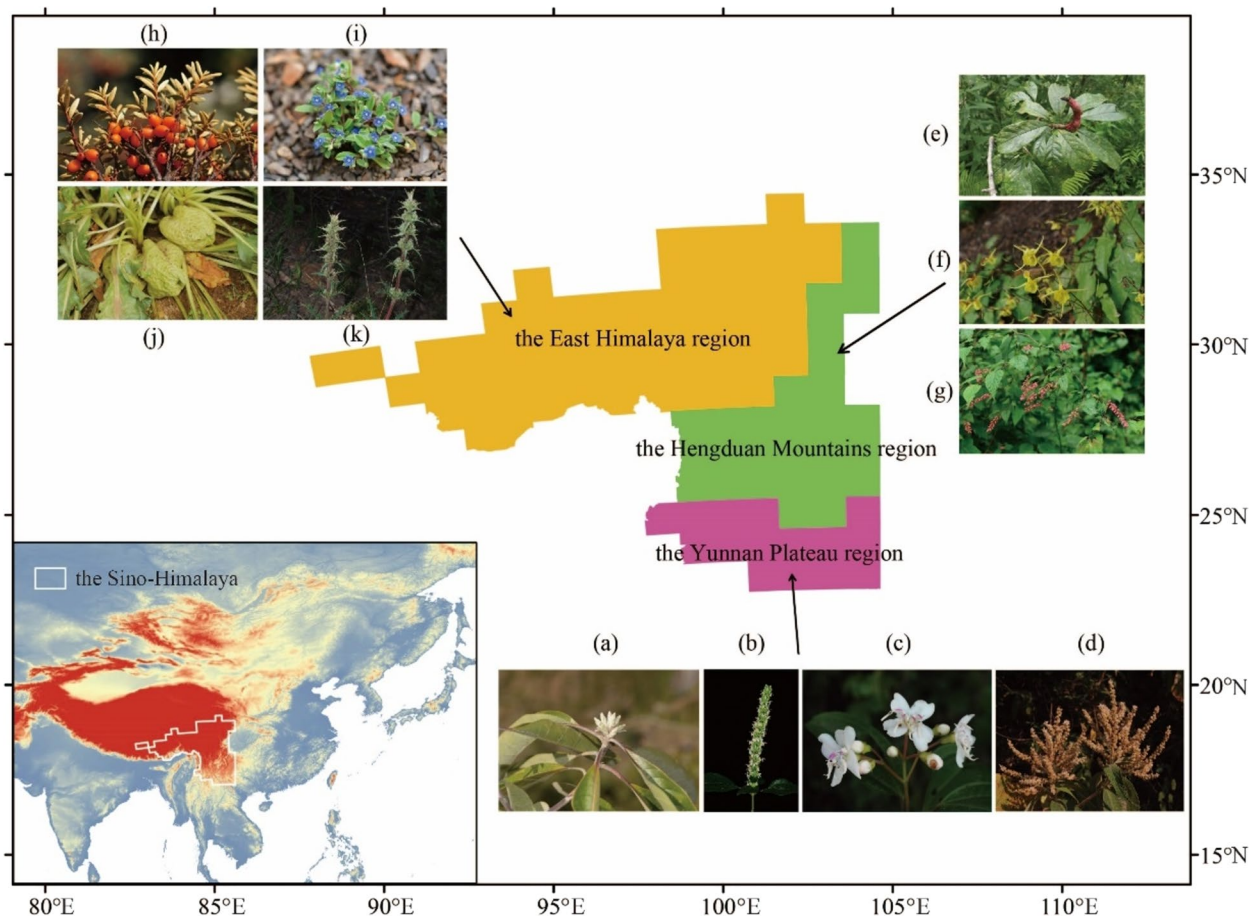 (h) (i)
(e)
35°N
(f)
(j) (k)
the East Himalaya region
30°N
(g)
the Hengduan Mountains region
25°N
the Yunnan Plateau region
the Sino-Himalaya
(a) (b) (c) (d)
20°N
15°N
80°E 85°E 90°E 95°E 100°E 105°E 110°E